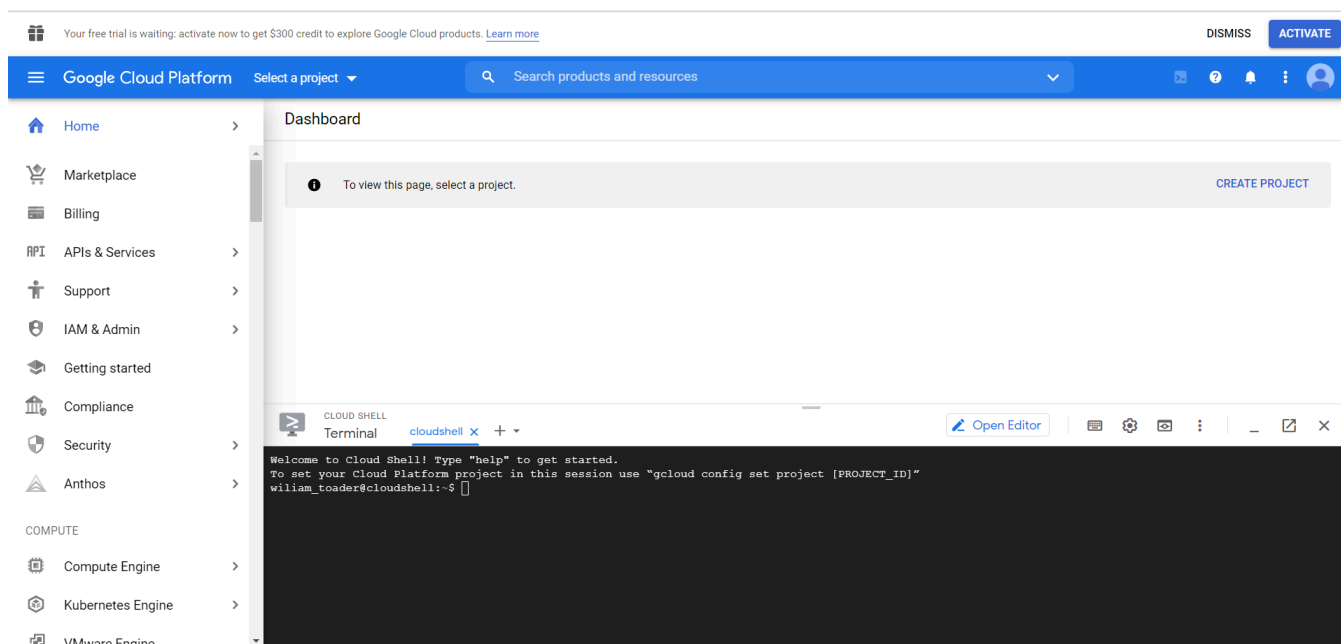 Your free trial is waiting: activate now to get $300 credit to explore Google Cloud products. Learn more
DISMISS
ACTIVATE
Google Cloud Platform
Select a project
Search products and resources
Home
Marketplace
Billing
API APIs & Services
Support
IAM & Admin
Getting started
Compliance
Security
Anthos
COMPUTE
Compute Engine
Kubernetes Engine
VMware Engine
Dashboard
To view this page, select a project.
CREATE PROJECT
CLOUD SHELL
Terminal
cloudshell
Open Editor
Welcome to Cloud Shell! Type "help" to get started.
To set your Cloud Platform project in this session use “gcloud config set project [PROJECT_ID]”
wiliam_toader@cloudshell:~$